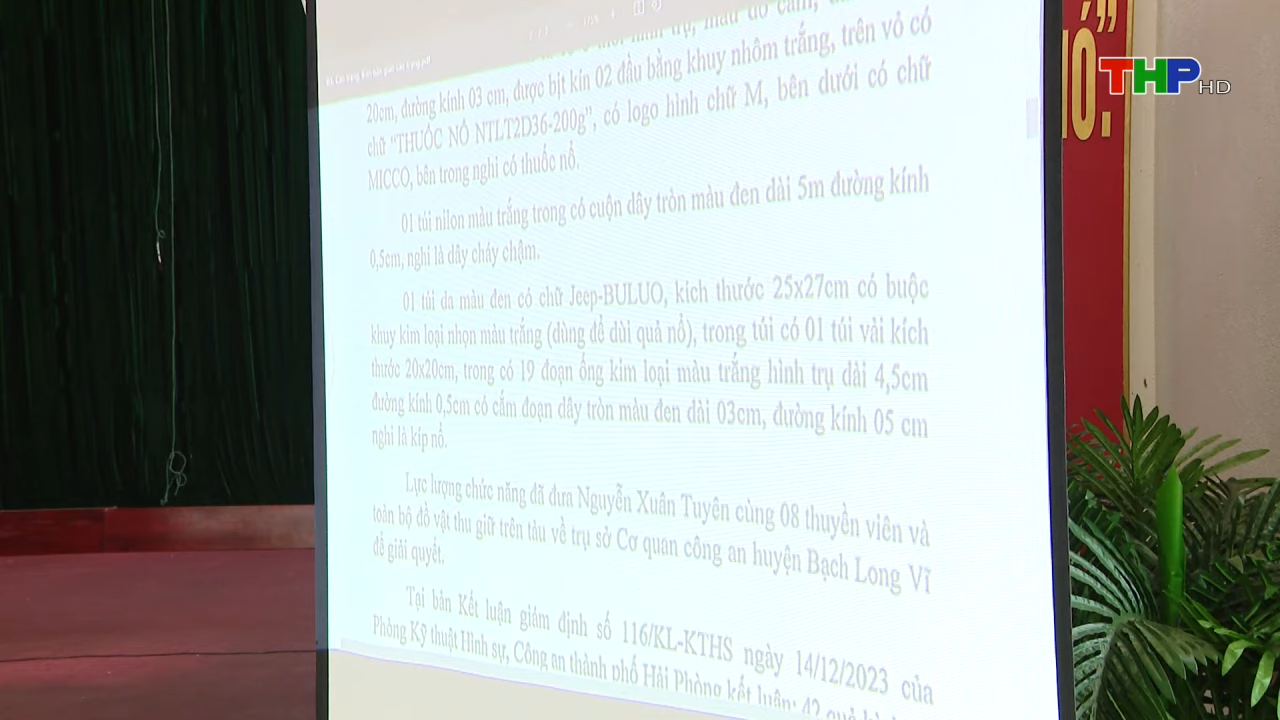 20cm, đường kính 03 cm, được bịt kín 02 đầu bằng khuy nhôm trắng, trên vỏ có
chữ “THUỐC NỔ NTLT2D36-200g”, có logo hình chữ M, bên dưới có chữ
MICCO, bên trong nghi có thuốc nổ.
01 túi nilon màu trắng trong có cuộn dây tròn màu đen dài 5m đường kính
0,5cm, nghi là dây cháy chậm.
01 túi da màu đen có chữ Jeep-BULUO, kích thước 25x27cm có buộc
khuy kim loại nhọn màu trắng (dùng để dùi quả nổ), trong túi có 01 túi vải kích
thước 20x20cm, trong có 19 đoạn ống kim loại màu trắng hình trụ dài 4,5cm
đường kính 0,5cm có cắm đoạn dây tròn màu đen dài 03cm, đường kính 05 cm
nghi là kíp nổ.
Lực lượng chức năng đã đưa Nguyễn Xuân Tuyên cùng 08 thuyền viên và
toàn bộ đồ vật thu giữ trên tàu về trụ sở Cơ quan công an huyện Bạch Long Vĩ
để giải quyết.
Tại bản Kết luận giám định số 116/KL-KTHS ngày 14/12/2023 của
Phòng Kỹ thuật Hình sự, Công an thành phố Hải Phòng kết luận: 42 quả
THP HD